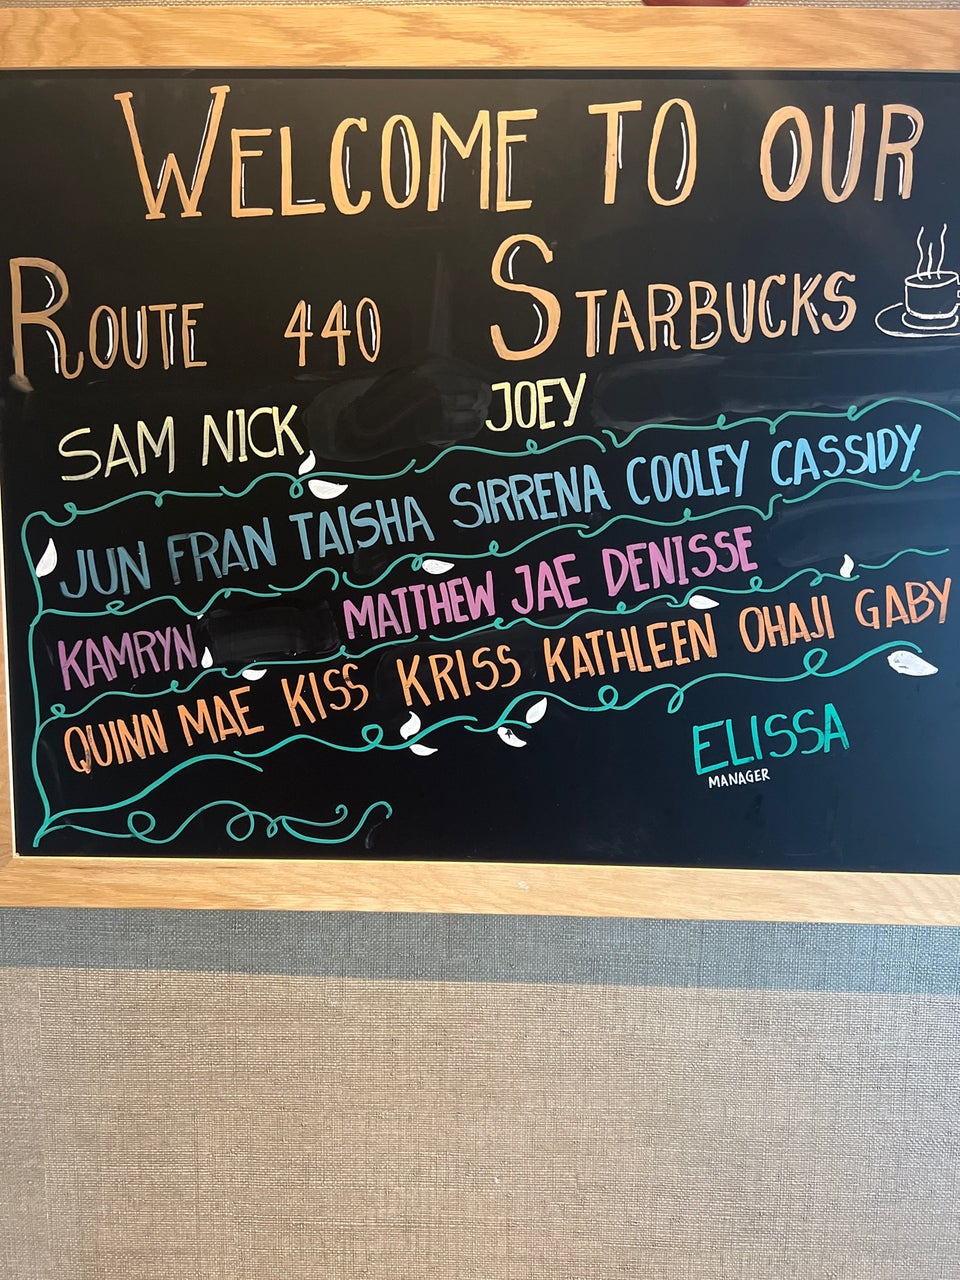 WELCOME TO OUR
ROUTE 440 STARBUCKS
SAM NICK JOEY
JUN FRAN TAISHA SIRRENA COOLEY CASSIDY
KAMRYN MATTHEW JAE DENISSE
QUINN MAE KISS KRISS KATHLEEN OHAJI GABY
ELISSA
MANAGER